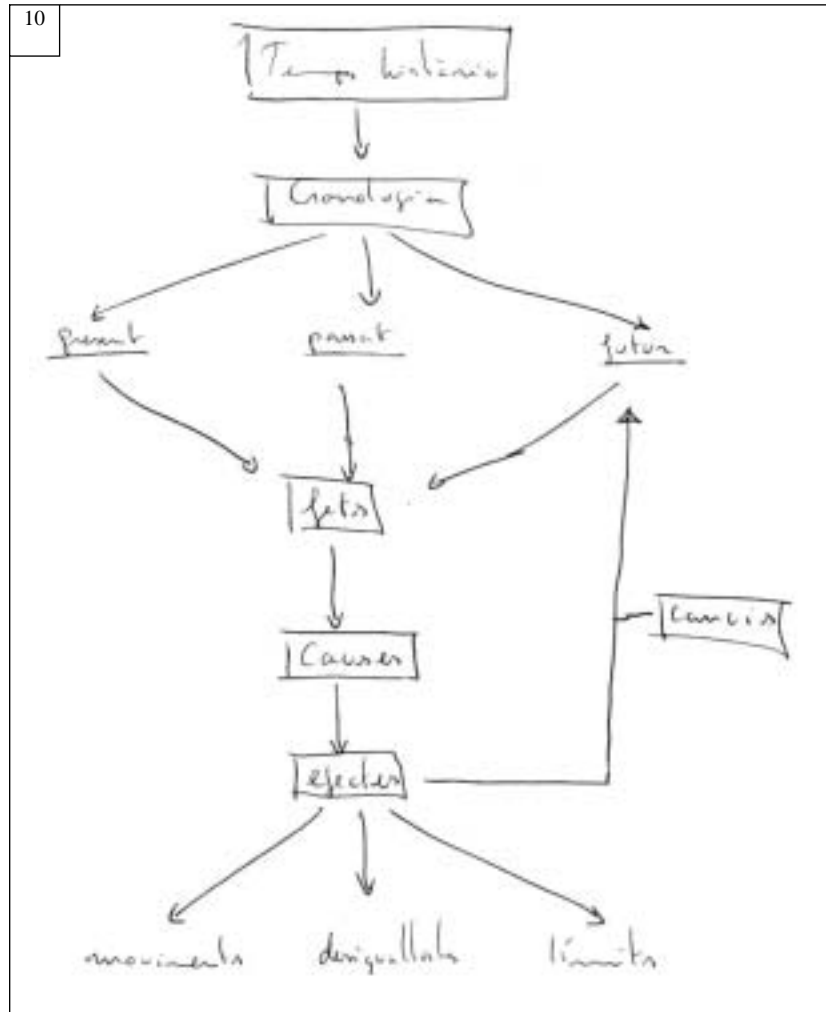 10
Temps històric
Cronologia
present passat futur
fets
canvis
Causes
efectes
moviments desigualtats límits